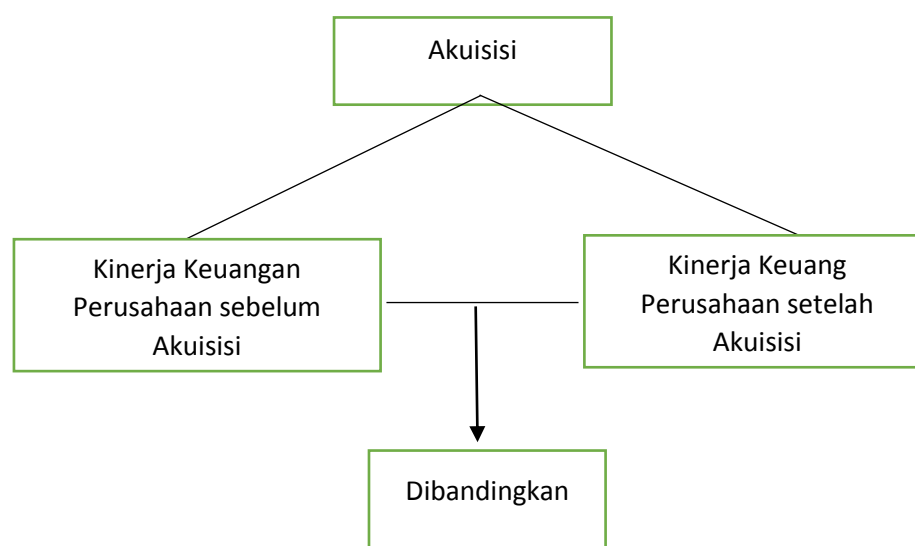 Akuisisi
Kinerja Keuangan
Perusahaan sebelum
Akuisisi
Kinerja Keuang
Perusahaan setelah
Akuisisi
Dibandingkan